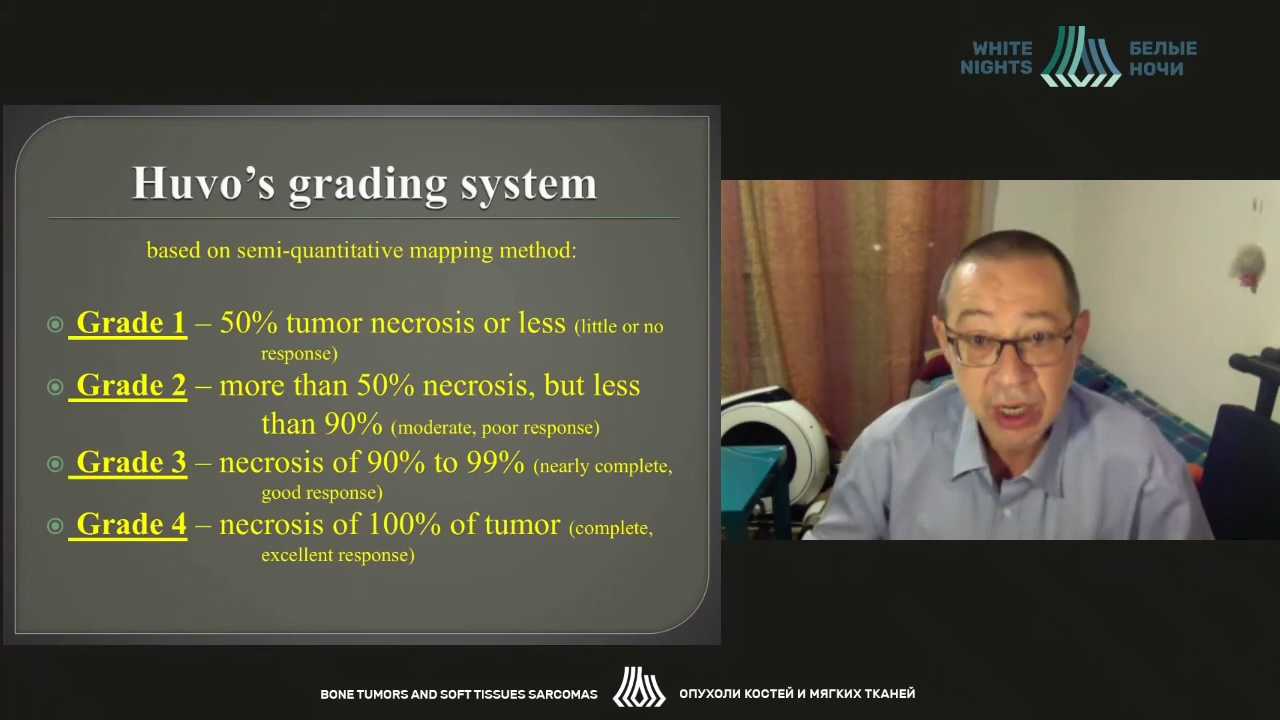 WHITE
NIGHTS
БЕЛЫЕ
НОЧИ
Huvo’s grading system
based on semi-quantitative mapping method:
Grade 1 – 50% tumor necrosis or less (little or no
response)
Grade 2 – more than 50% necrosis, but less
than 90% (moderate, poor response)
Grade 3 – necrosis of 90% to 99% (nearly complete,
good response)
Grade 4 – necrosis of 100% of tumor (complete,
excellent response)
BONE TUMORS AND SOFT TISSUES SARCOMAS
ОПУХОЛИ КОСТЕЙ И МЯГКИХ ТКАНЕЙ